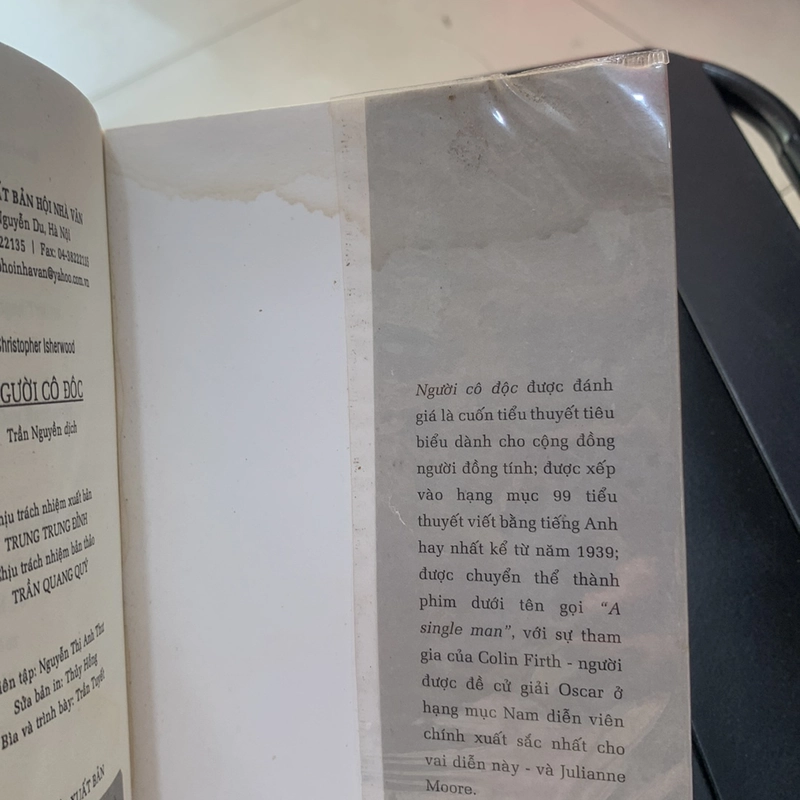 ẤT BẢN HỘI NHÀ VĂN
Nguyễn Du, Hà Nội
22135 | Fax: 04-38222135
bhoinhavan@yahoo.com.vn
Christopher Isherwood
GƯỜI CÔ ĐỘC
Trần Nguyễn dịch
hịu trách nhiệm xuất bản
TRUNG TRUNG ĐỈNH
hịu trách nhiệm bản thảo
TRẦN QUANG QUÝ
iên tập: Nguyễn Thị Anh Thư
Sửa bản in: Thúy Hồng
Bìa và trình bày: Trần Tuyết
XUẤT BẢN
Người cô độc được đánh
giá là cuốn tiểu thuyết tiêu
biểu dành cho cộng đồng
người đồng tính; được xếp
vào hạng mục 99 tiểu
thuyết viết bằng tiếng Anh
hay nhất kể từ năm 1939;
được chuyển thể thành
phim dưới tên gọi "A
single man", với sự tham
gia của Colin Firth - người
được đề cử giải Oscar ở
hạng mục Nam diễn viên
chính xuất sắc nhất cho
vai diễn này - và Julianne
Moore.